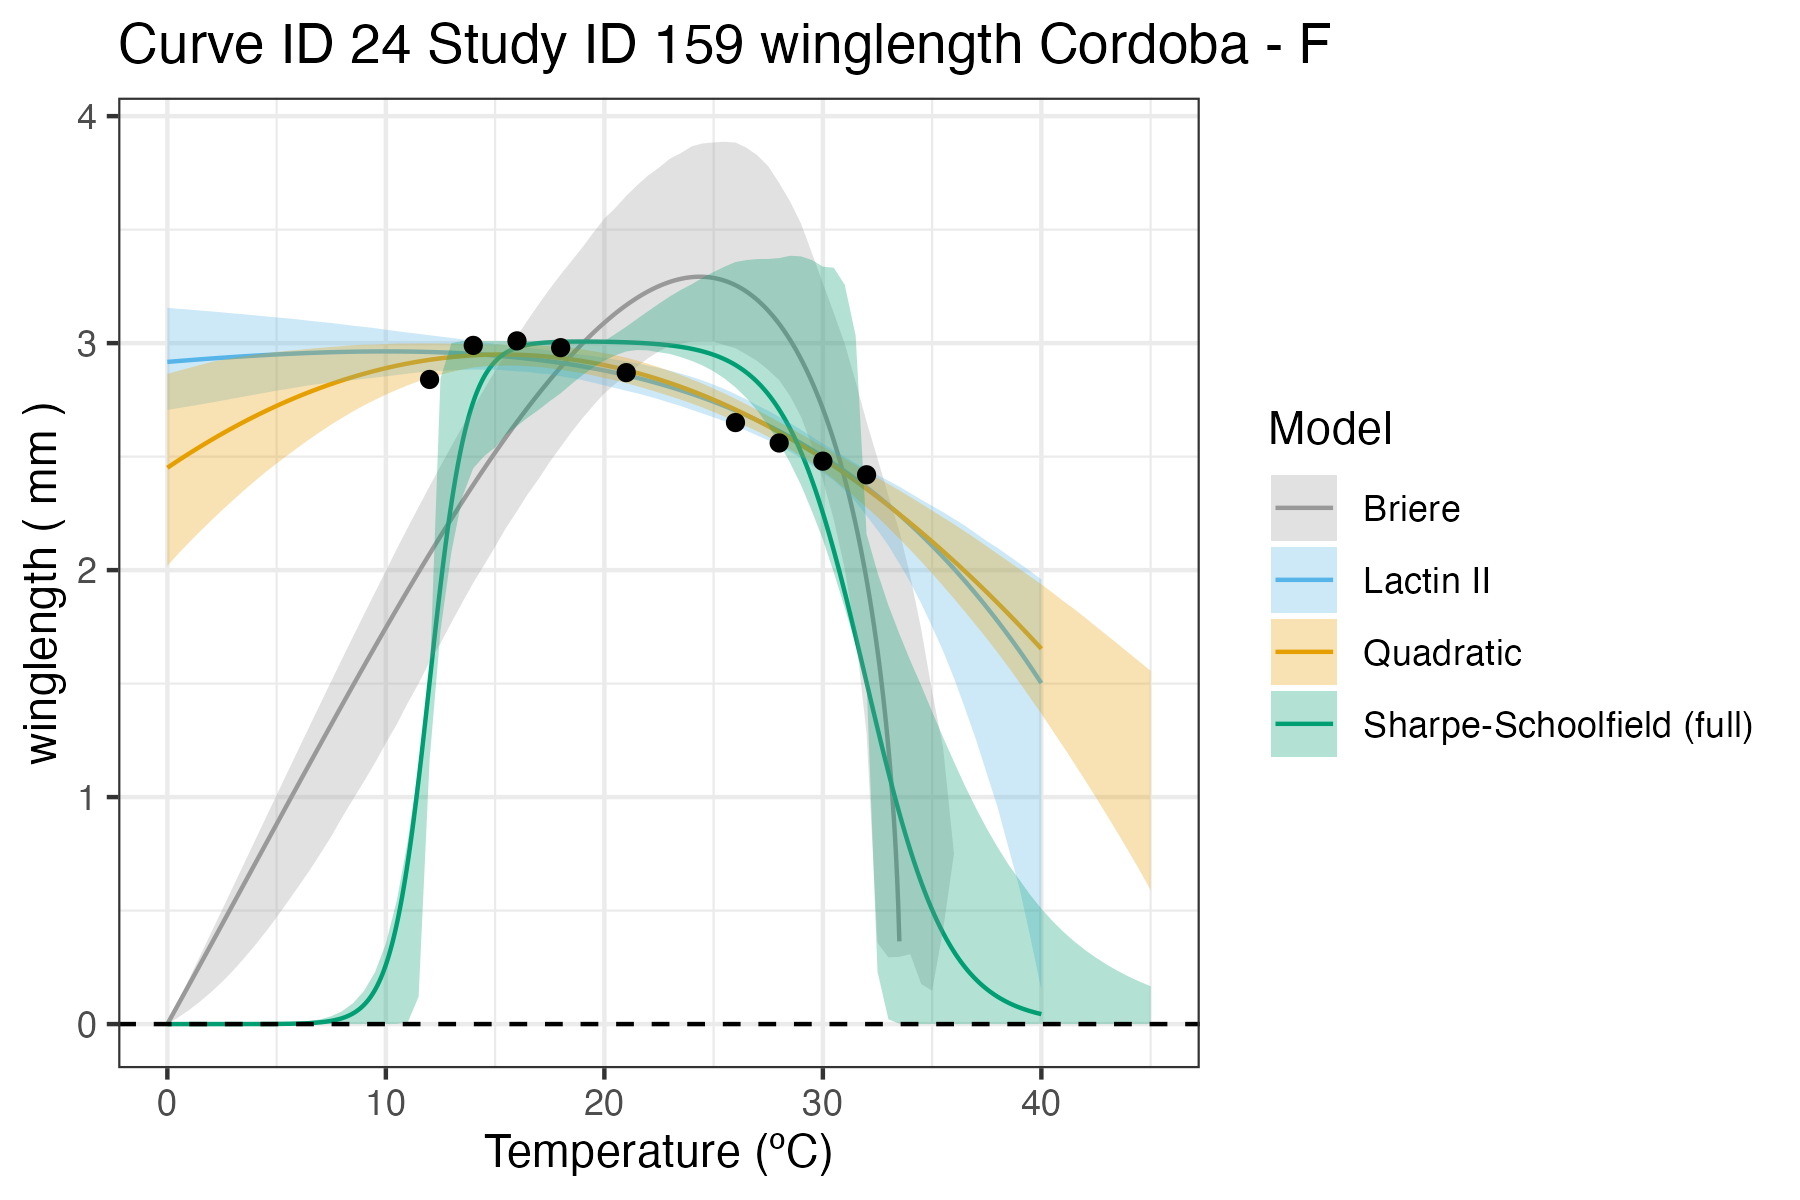 Curve ID 24 Study ID 159 winglength Cordoba - F
4
3
2
1
0
winglength ( mm )
0 10 20 30 40
Temperature (ºC)
Model
Briere
Lactin II
Quadratic
Sharpe-Schoolfield (full)